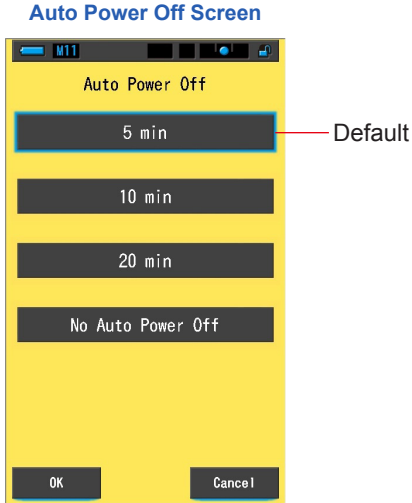 Auto Power Off Screen
M11
Auto Power Off
5 min
Default
10 min
20 min
No Auto Power Off
OK
Cancel